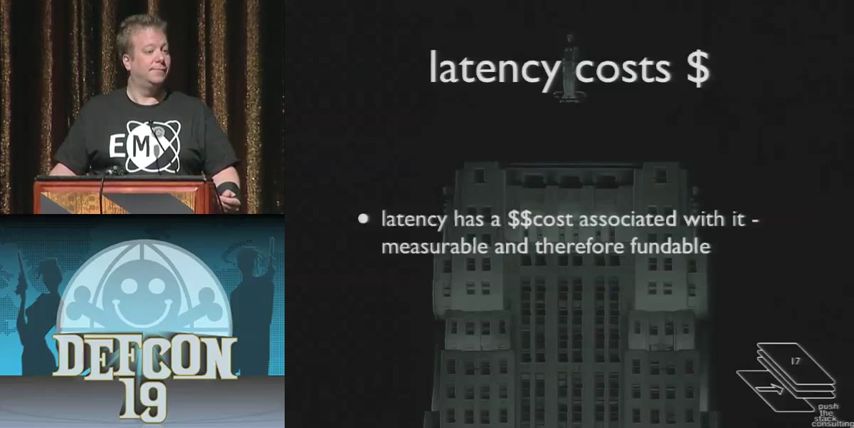 latency costs $
• latency has a $$cost associated with it -
measurable and therefore fundable
EM
DEFCON
19
17
push
the
stack
consulting